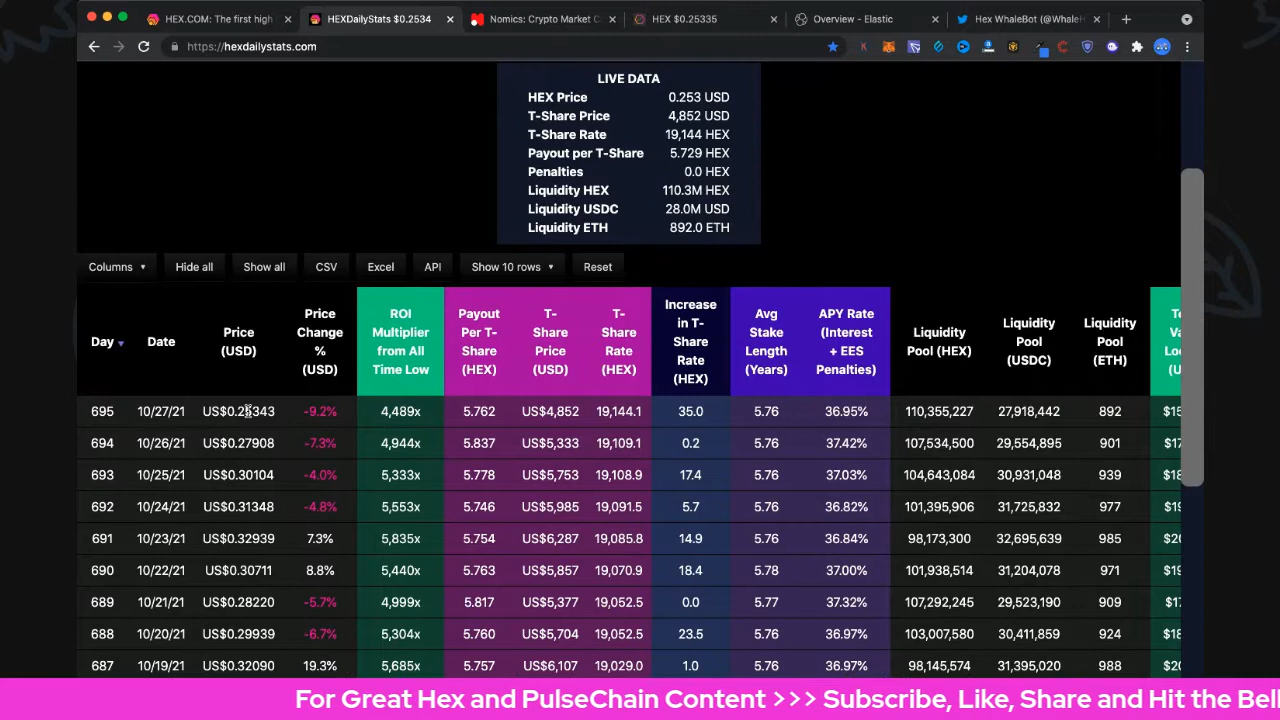 HEX.COM: The first high
HEXDailyStats $0.2534
Nomics: Crypto Market C
HEX $0.25335
Overview - Elastic
Hex WhaleBot (@WhaleH
https://hexdailystats.com
LIVE DATA
HEX Price 0.253 USD
T-Share Price 4,852 USD
T-Share Rate 19,144 HEX
Payout per T-Share 5.729 HEX
Penalties 0.0 HEX
Liquidity HEX 110.3M HEX
Liquidity USDC 28.0M USD
Liquidity ETH 892.0 ETH
Columns Hide all Show all CSV Excel API Show 10 rows Reset
Day Date Price (USD) Price Change % (USD) ROI Multiplier from All Time Low Payout Per T-Share (HEX) T-Share Price (USD) T-Share Rate (HEX) Increase in T-Share Rate (HEX) Avg Stake Length (Years) APY Rate (Interest + EES Penalties) Liquidity Pool (HEX) Liquidity Pool (USDC) Liquidity Pool (ETH)
695 10/27/21 US$0.25343 -9.2% 4,489x 5.762 US$4,852 19,144.1 35.0 5.76 36.95% 110,355,227 27,918,442 892 $15
694 10/26/21 US$0.27908 -7.3% 4,944x 5.837 US$5,333 19,109.1 0.2 5.76 37.42% 107,534,500 29,554,895 901 $17
693 10/25/21 US$0.30104 -4.0% 5,333x 5.778 US$5,753 19,108.9 17.4 5.76 37.03% 104,643,084 30,931,048 939 $18
692 10/24/21 US$0.31348 -4.8% 5,553x 5.746 US$5,985 19,091.5 5.7 5.76 36.82% 101,395,906 31,725,832 977 $19
691 10/23/21 US$0.32939 7.3% 5,835x 5.754 US$6,287 19,085.8 14.9 5.76 36.84% 98,173,300 32,695,639 985 $20
690 10/22/21 US$0.30711 8.8% 5,440x 5.763 US$5,857 19,070.9 18.4 5.78 37.00% 101,938,514 31,204,078 971 $19
689 10/21/21 US$0.28220 -5.7% 4,999x 5.817 US$5,377 19,052.5 0.0 5.77 37.32% 107,292,245 29,523,190 909 $17
688 10/20/21 US$0.29939 -6.7% 5,304x 5.760 US$5,704 19,052.5 23.5 5.76 36.97% 103,007,580 30,411,859 924 $18
687 10/19/21 US$0.32090 19.3% 5,685x 5.757 US$6,107 19,029.0 1.0 5.76 36.97% 98,145,574 31,395,020 988 $20
For Great Hex and PulseChain Content >>> Subscribe, Like, Share and Hit the Bell